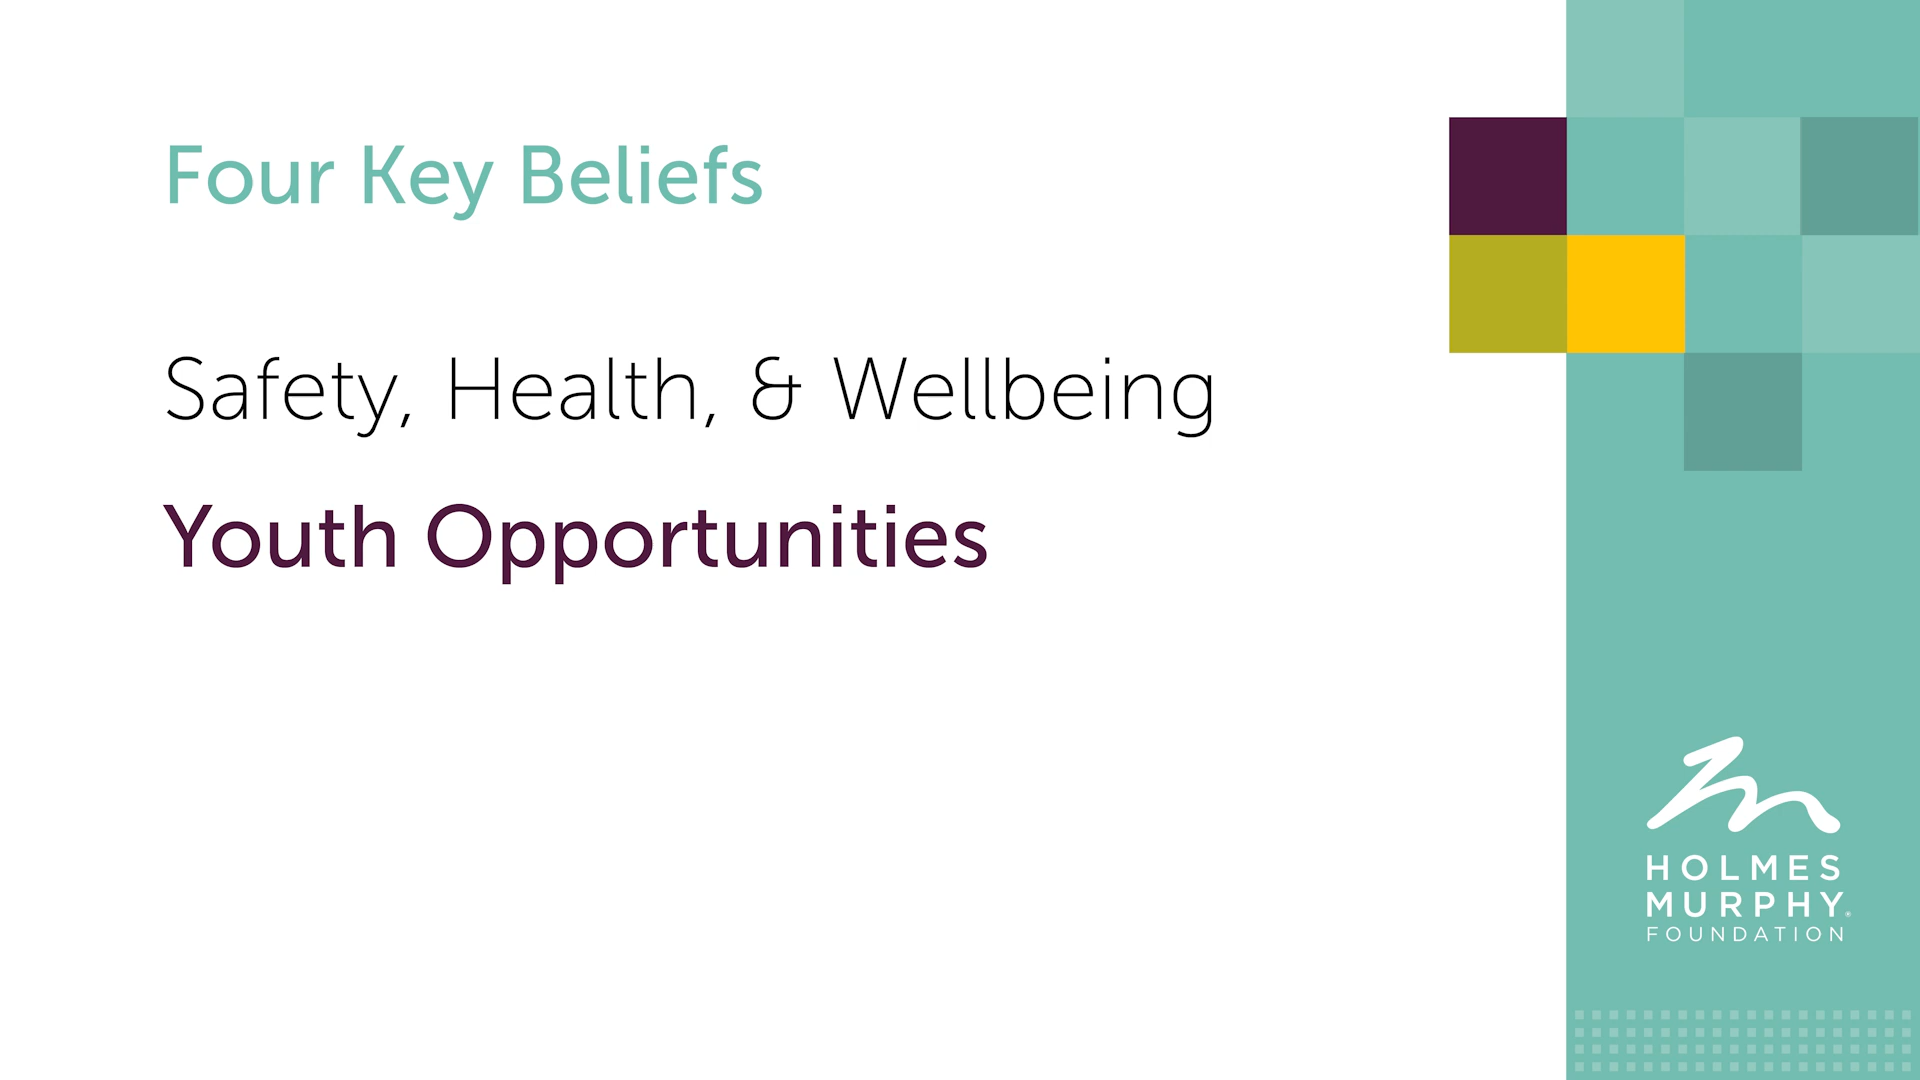 Four Key Beliefs
Safety, Health, & Wellbeing
Youth Opportunities
HOLMES
MURPHY®
FOUNDATION